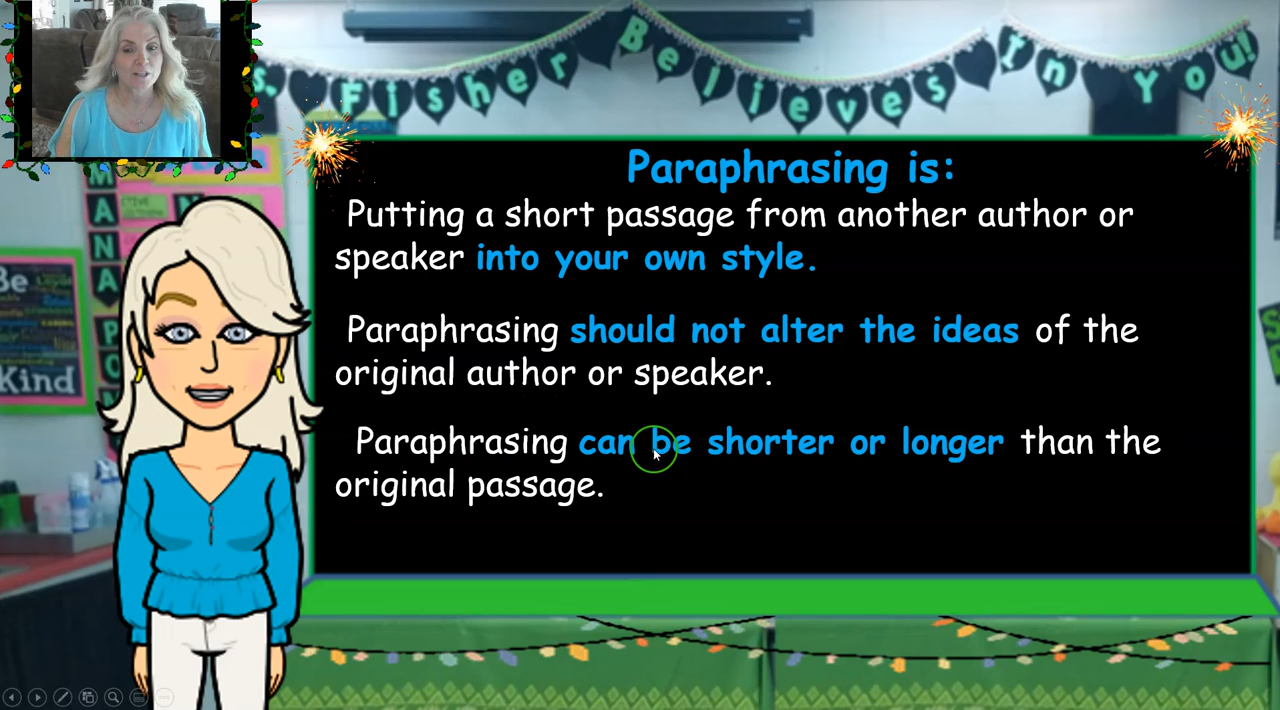 s. Fisher Believes In You!
Paraphrasing is:
Putting a short passage from another author or
speaker into your own style.
Paraphrasing should not alter the ideas of the
original author or speaker.
Paraphrasing can be shorter or longer than the
original passage.
MANA
PO
Be
Kind